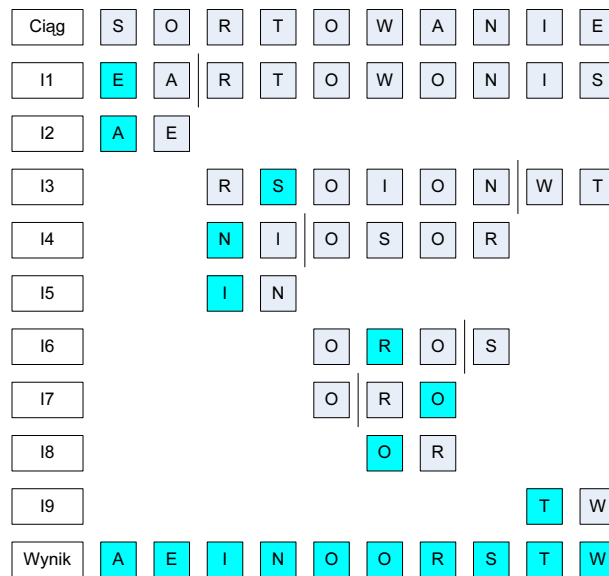 Ciąg S O R T O W A N I E
I1 E A R T O W O N I S
I2 A E
I3 R S O I O N W T
I4 N I O S O R
I5 I N
I6 O R O S
I7 O R O
I8 O R
I9 T W
Wynik A E I N O O R S T W